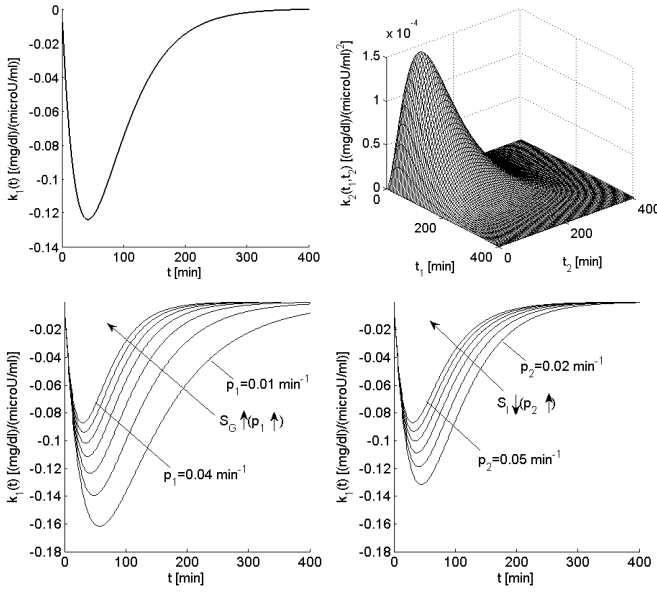 0
-0.02
-0.04
-0.06
-0.08
-0.1
-0.12
-0.14
k1(t) [(mg/dl)/(microU/ml)]
0 100 200 300 400
t [min]
x 10-4
1.5
1
0.5
0
k2(t1,t2) [(mg/dl)/(microU/ml)2]
0
200
400
t1 [min]
0
200
400
t2 [min]
-0.02
-0.04
-0.06
-0.08
-0.1
-0.12
-0.14
-0.16
-0.18
k1(t) [(mg/dl)/(microU/ml)]
p1=0.01 min-1
SG ↑(p1 ↑)
p1=0.04 min-1
0 100 200 300 400
t [min]
-0.02
-0.04
-0.06
-0.08
-0.1
-0.12
-0.14
-0.16
-0.18
k1(t) [(mg/dl)/(microU/ml)]
p2=0.02 min-1
SI ↓(p2 ↑)
p2=0.05 min-1
0 100 200 300 400
t [min]